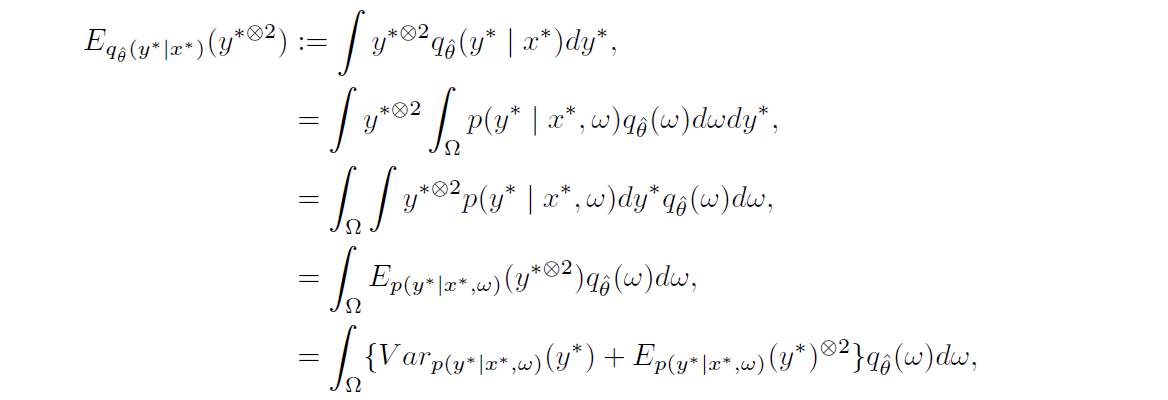 E_{q_{\hat{\theta}}(y^*|x^*)}(y^{*\otimes 2}) := \int y^{*\otimes 2} q_{\hat{\theta}}(y^* \mid x^*) dy^*,
= \int y^{*\otimes 2} \int_{\Omega} p(y^* \mid x^*, \omega) q_{\hat{\theta}}(\omega) d\omega dy^*,
= \int_{\Omega} \int y^{*\otimes 2} p(y^* \mid x^*, \omega) dy^* q_{\hat{\theta}}(\omega) d\omega,
= \int_{\Omega} E_{p(y^*|x^*,\omega)}(y^{*\otimes 2}) q_{\hat{\theta}}(\omega) d\omega,
= \int_{\Omega} \{Var_{p(y^*|x^*,\omega)}(y^*) + E_{p(y^*|x^*,\omega)}(y^*)^{\otimes 2}\} q_{\hat{\theta}}(\omega) d\omega,